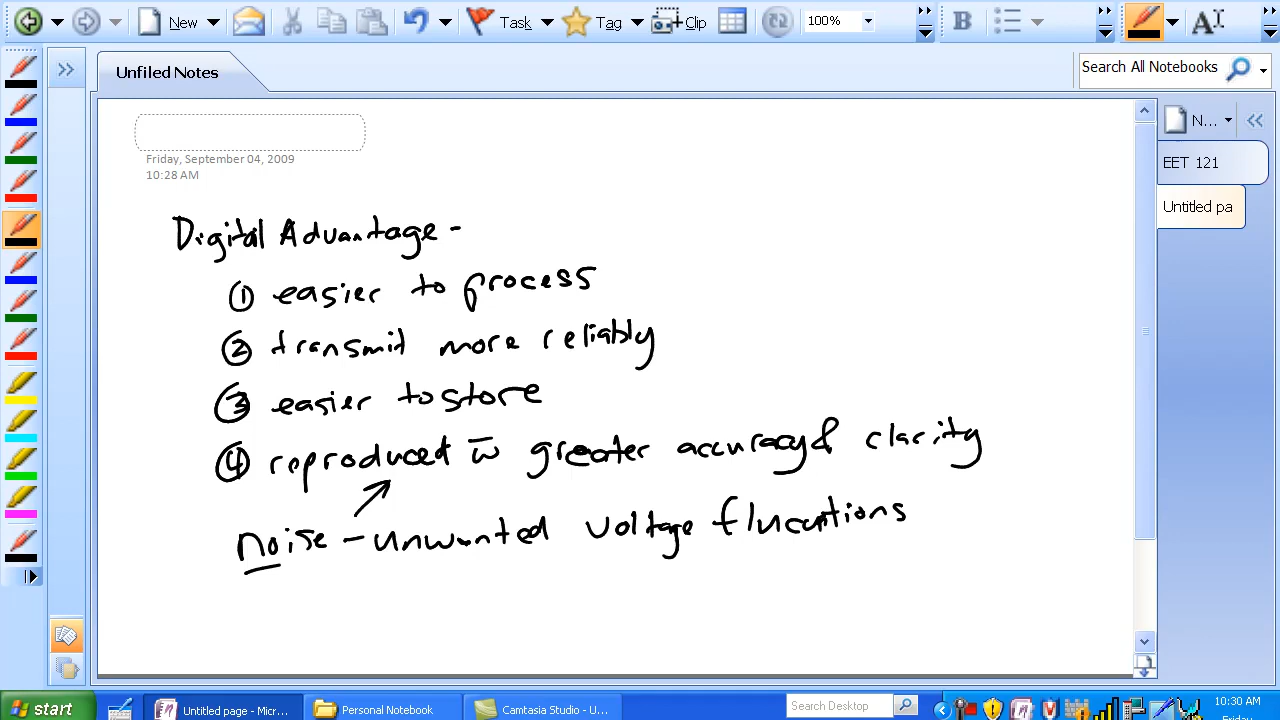 New
Task
Tag
Clip
100%
B
A
Unfiled Notes
Search All Notebooks
N...
EET 121
Untitled pa
Friday, September 04, 2009
10:28 AM
Digital Advantage -
① easier to process
② transmit more reliably
③ easier to store
④ reproduced w greater accuracy & clarity
noise - unwanted voltage flucuations
start
Untitled page - Micr...
Personal Notebook
Camtasia Studio - U...
Search Desktop
10:30 AM
Friday